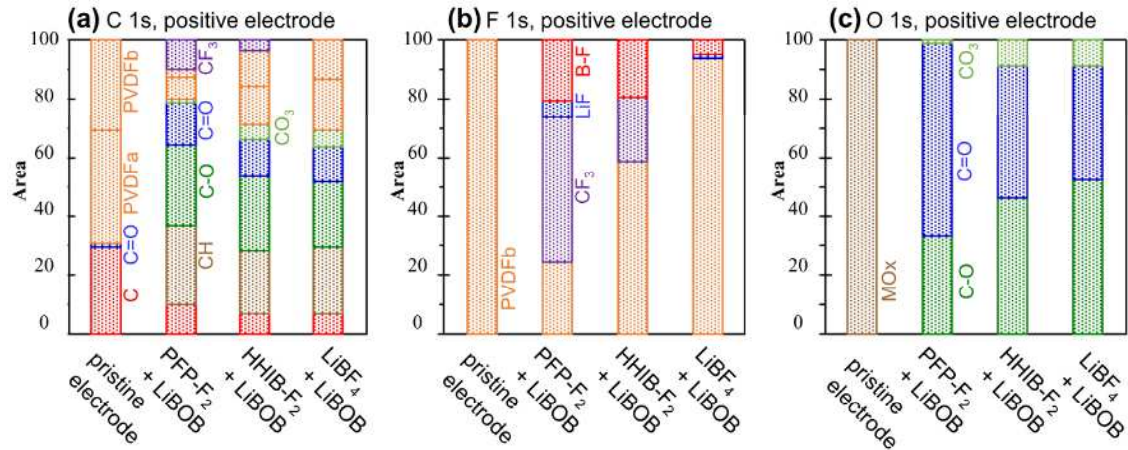 (a) C 1s, positive electrode
Area
100
80
60
40
20
0
PVDFb
PVDFa
C=O
C
CF₃
C=O
C-O
CH
CO₃
pristine
electrode
PFP-F₂
+ LiBOB
HHIB-F₂
+ LiBOB
LiBF₄
+ LiBOB
(b) F 1s, positive electrode
Area
100
80
60
40
20
0
PVDFb
B-F
LiF
CF₃
pristine
electrode
PFP-F₂
+ LiBOB
HHIB-F₂
+ LiBOB
LiBF₄
+ LiBOB
(c) O 1s, positive electrode
Area
100
80
60
40
20
0
MOx
CO₃
C=O
C-O
pristine
electrode
PFP-F₂
+ LiBOB
HHIB-F₂
+ LiBOB
LiBF₄
+ LiBOB